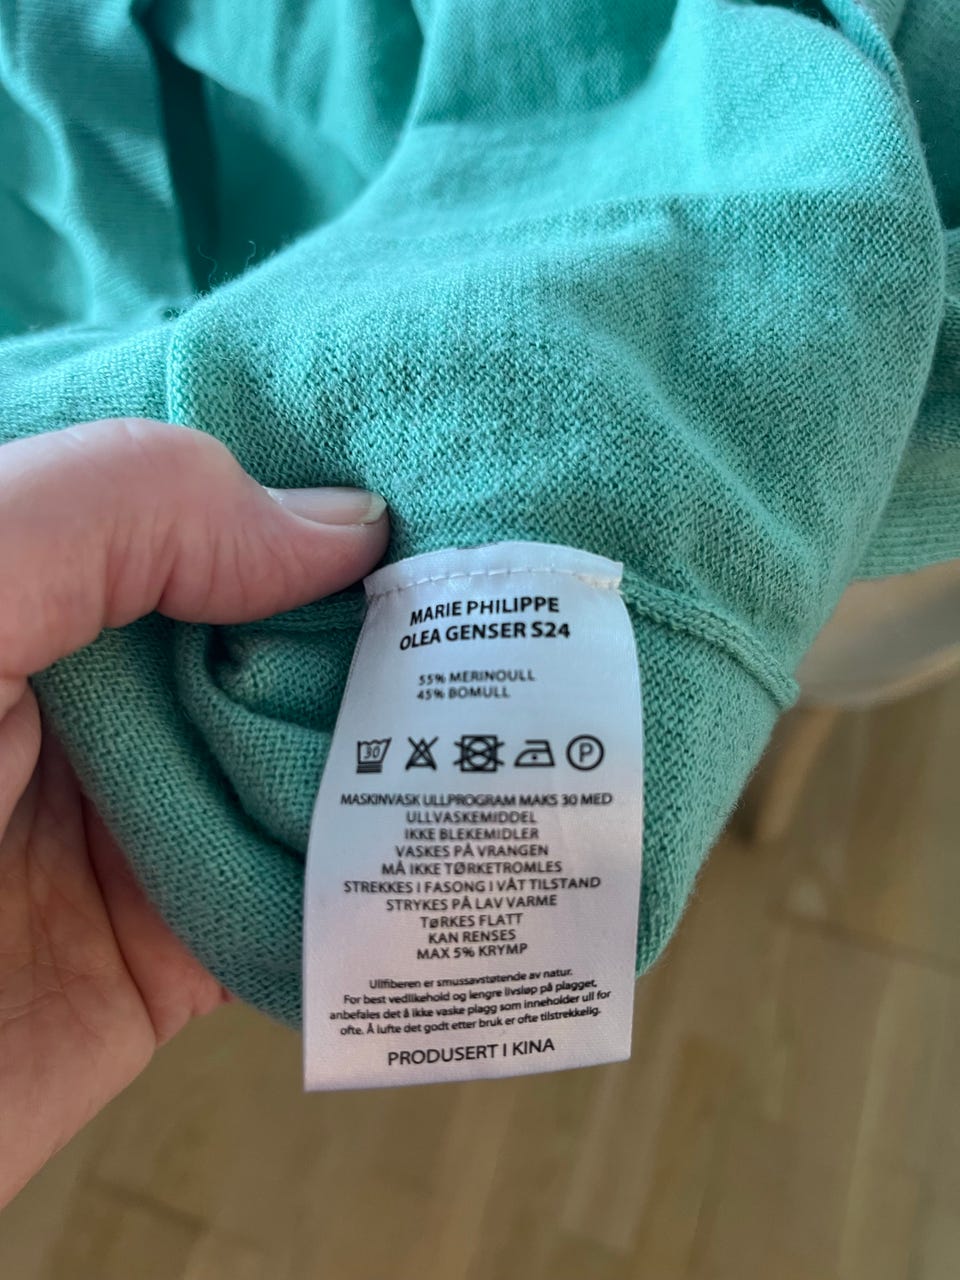 MARIE PHILIPPE
OLEA GENSER S24
55% MERINOULL
45% BOMULL
30
P
MASKINVASK ULLPROGRAM MAKS 30 MED
ULLVASKEMIDDEL
IKKE BLEKEMIDLER
VASKES PÅ VRANGEN
MÅ IKKE TØRKETROMLES
STREKKES I FASONG I VÅT TILSTAND
STRYKES PÅ LAV VARME
TØRKES FLATT
KAN RENSES
MAX 5% KRYMP
Ullfiberen er smussavstøtende av natur.
For best vedlikehold og lengre livsløp på plagget,
anbefales det å ikke vaske plagg som inneholder ull for
ofte. Å lufte det godt etter bruk er ofte tilstrekkelig.
PRODUSERT I KINA